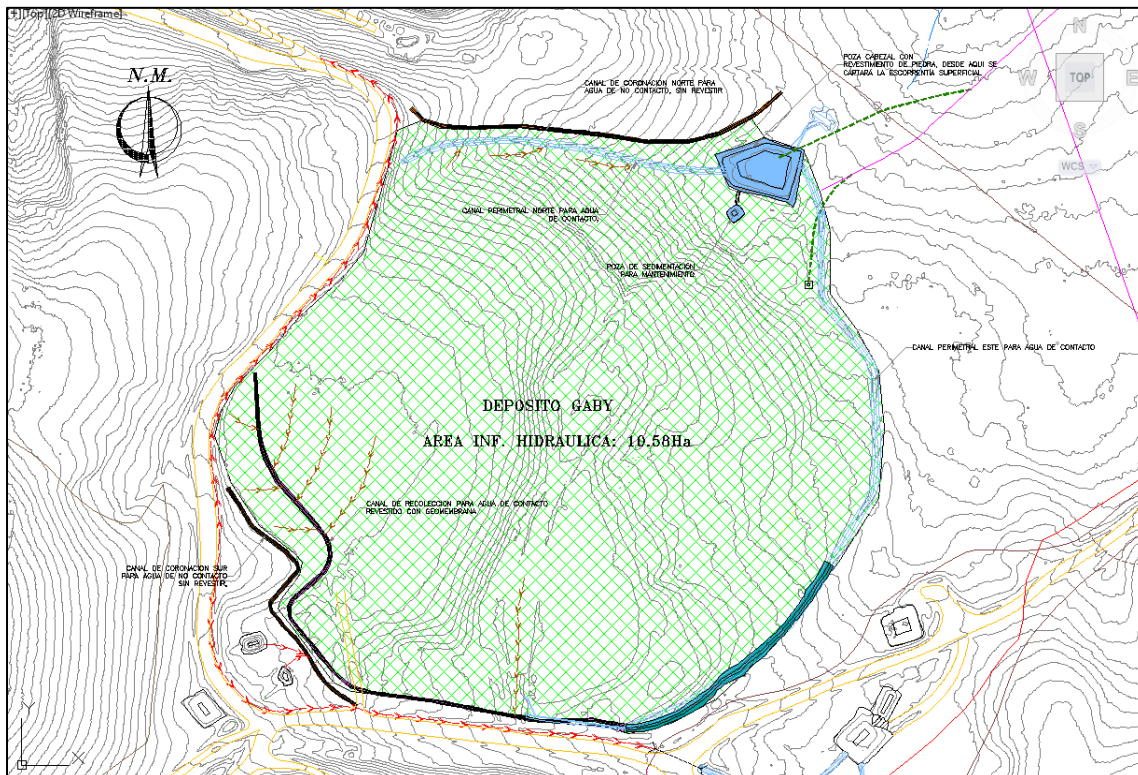 [-][Top][2D Wireframe]
N.M.
CANAL DE CORONACION NORTE PARA
AGUA DE NO CONTACTO, SIN REVESTIR
POZA CABEZAL CON
REVESTIMIENTO DE PIEDRA, DESDE AQUI SE
CAPTARÁ LA ESCORRENTIA SUPERFICIAL
N
W
TOP
E
S
WCS
CANAL PERIMETRAL NORTE PARA AGUA
DE CONTACTO.
POZA DE SEDIMENTACIÓN
PARA MANTENIMIENTO
CANAL PERIMETRAL ESTE PARA AGUA DE CONTACTO
DEPOSITO GABY
AREA INF. HIDRAULICA: 10.58Ha
CANAL DE RECOLECCION PARA AGUA DE CONTACTO
REVESTIDO CON GEOMEMBRANA
CANAL DE CORONACION SUR
PARA AGUA DE NO CONTACTO
SIN REVESTIR.
Y
X